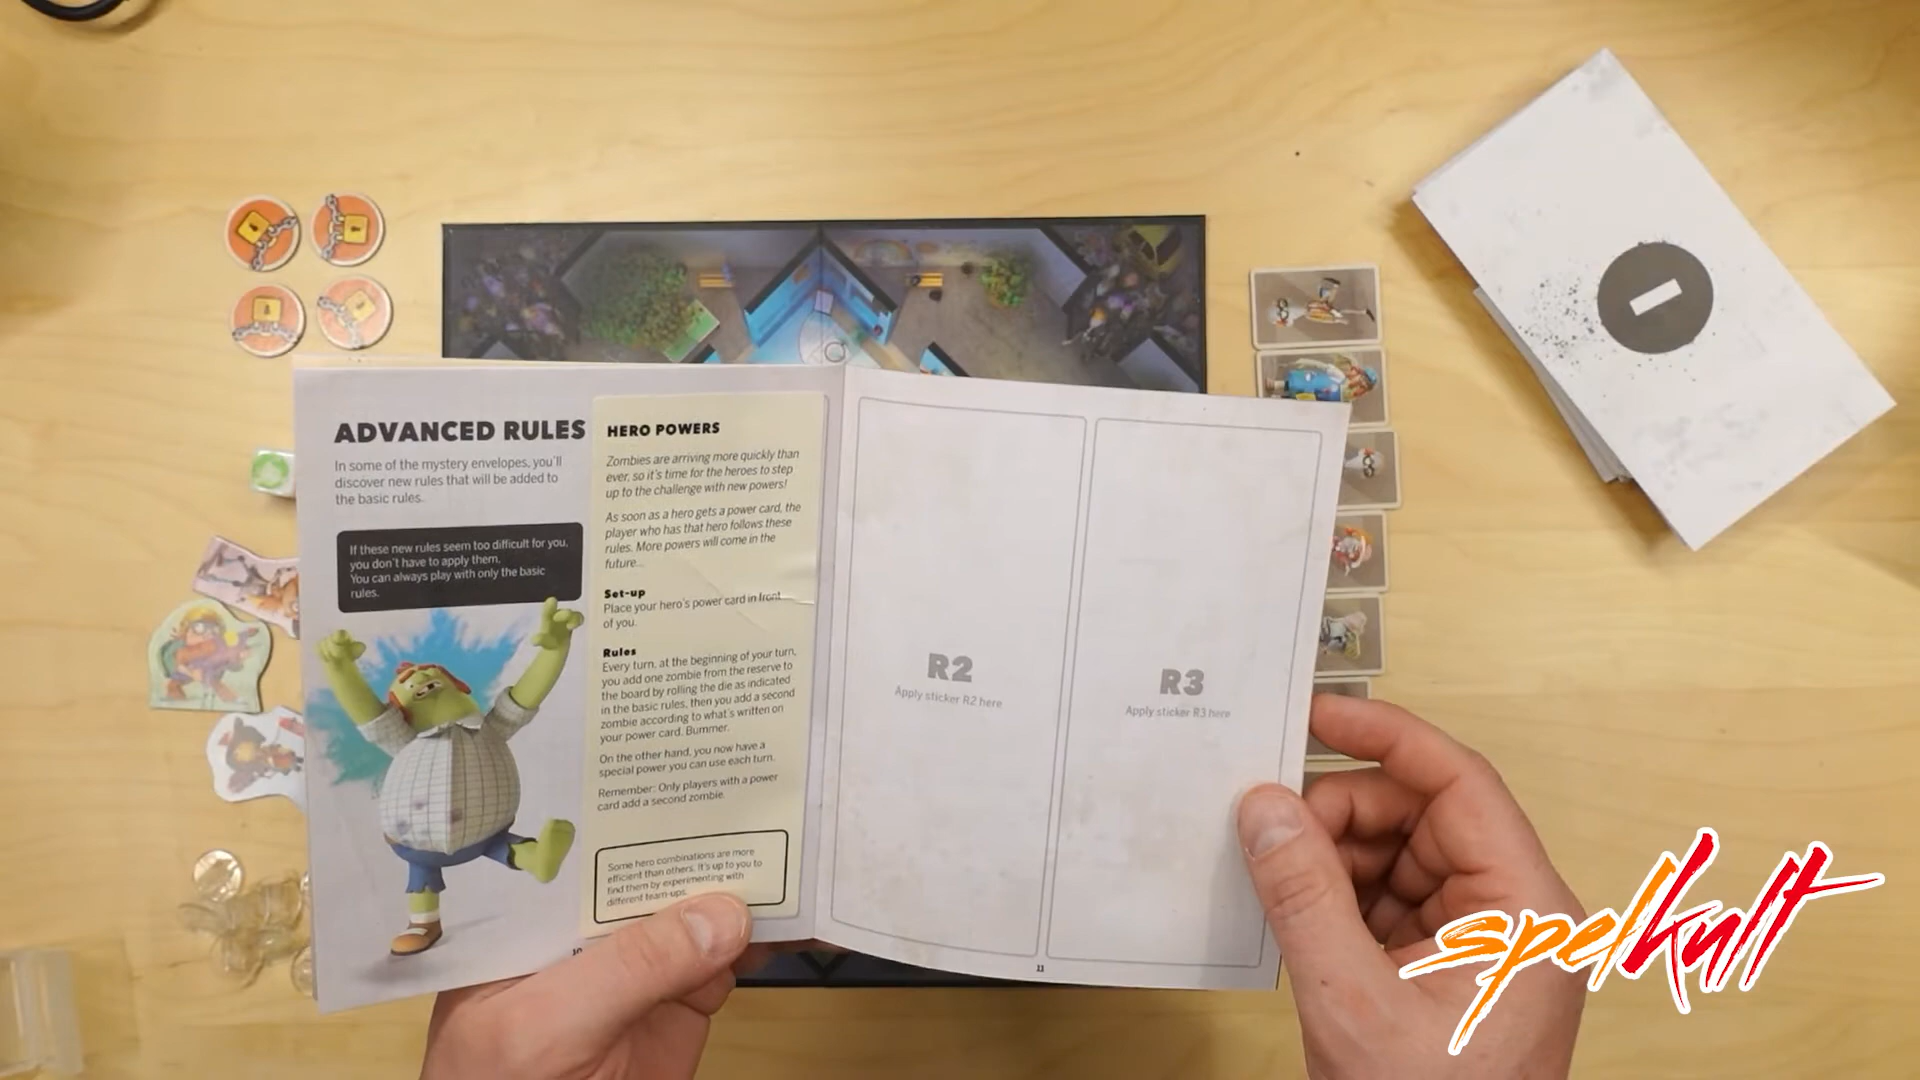 ADVANCED RULES
In some of the mystery envelopes, you'll
discover new rules that will be added to
the basic rules.
If these new rules seem too difficult for you,
you don't have to apply them.
You can always play with only the basic
rules.
10
HERO POWERS
Zombies are arriving more quickly than
ever, so it's time for the heroes to step
up to the challenge with new powers!
As soon as a hero gets a power card, the
player who has that hero follows these
rules. More powers will come in the
future...
Set-up
Place your hero's power card in front
of you.
Rules
Every turn, at the beginning of your turn,
you add one zombie from the reserve to
the board by rolling the die as indicated
in the basic rules, then you add a second
zombie according to what's written on
your power card. Bummer.
On the other hand, you now have a
special power you can use each turn.
Remember: Only players with a power
card add a second zombie.
Some hero combinations are more
efficient than others. It's up to you to
find them by experimenting with
different team-ups.
R2
Apply sticker R2 here
R3
Apply sticker R3 here
11
spelkult